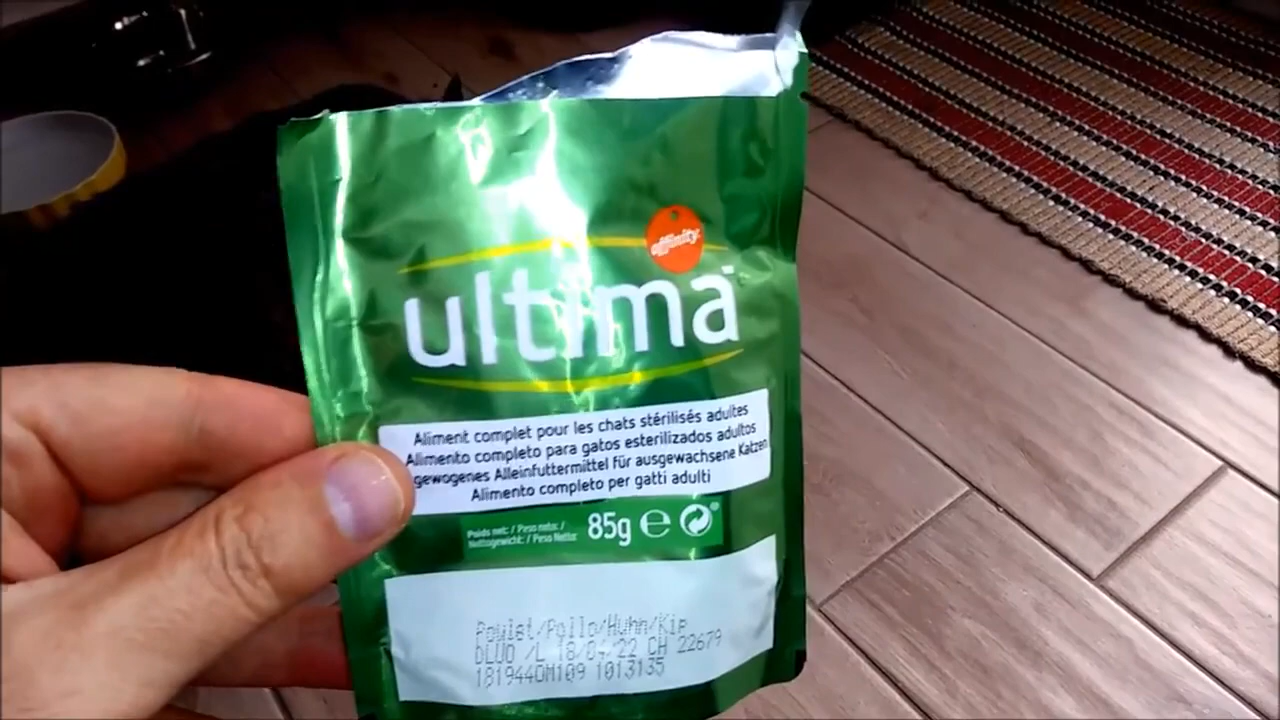 affinity
ultima
Aliment complet pour les chats stérilisés adultes
Alimento completo para gatos esterilizados adultos
gewogenes Alleinfuttermittel für ausgewachsene Katzen
Alimento completo per gatti adulti
Poids net: / Peso neto: /
Nettogewicht: / Peso Netto:
85g e
Poulet/Pollo/Huhn/Kip
DLUO /L 18/04/22 CH 22679
1819440M109 1013135